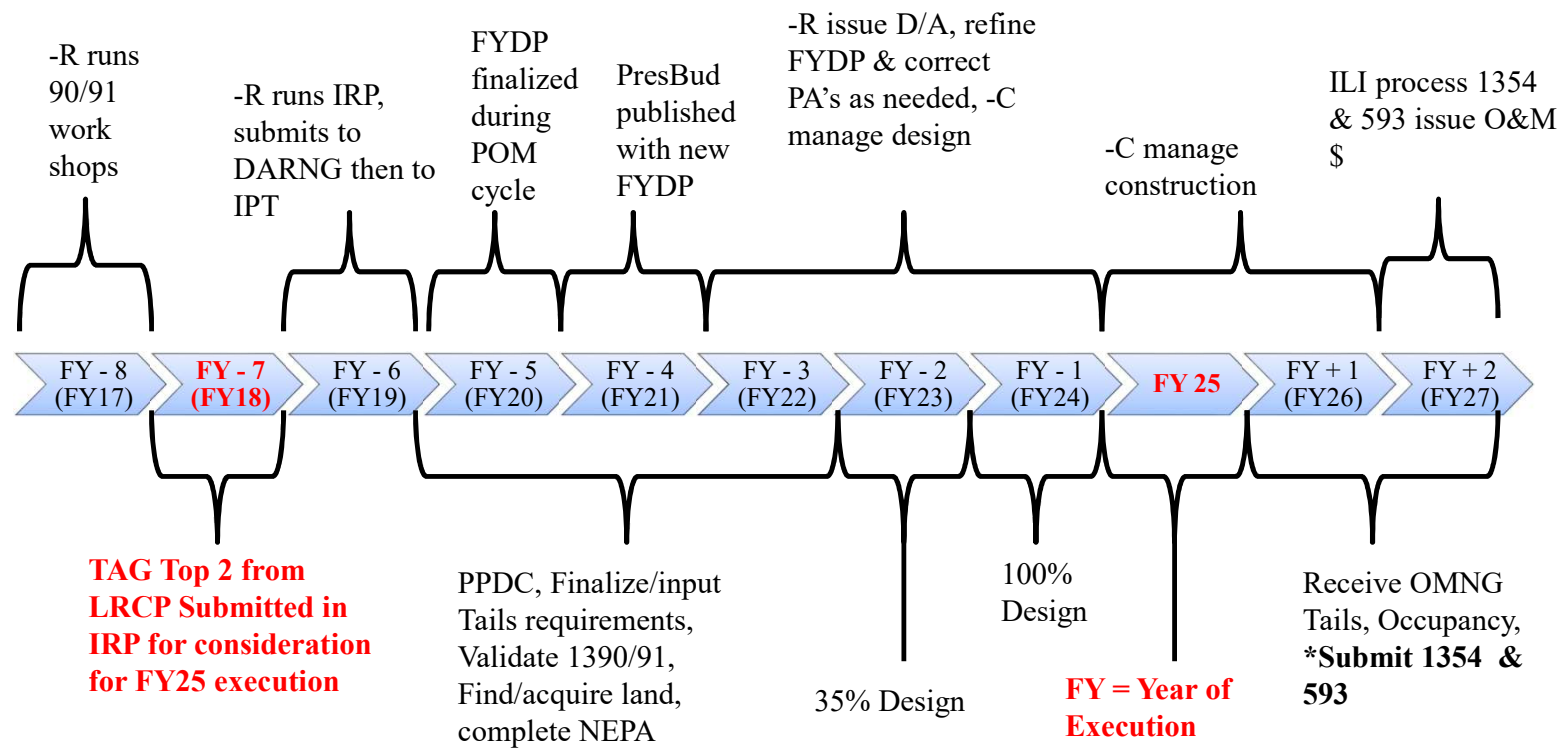 -R runs
90/91
work
shops
-R runs IRP,
submits to
DARNG then to
IPT
FYDP
finalized
during
POM
cycle
PresBud
published
with new
FYDP
-R issue D/A, refine
FYDP & correct
PA's as needed, -C
manage design
-C manage
construction
ILI process 1354
& 593 issue O&M
$
FY - 8
(FY17)
FY - 7
(FY18)
FY - 6
(FY19)
FY - 5
(FY20)
FY - 4
(FY21)
FY - 3
(FY22)
FY - 2
(FY23)
FY - 1
(FY24)
FY 25
FY + 1
(FY26)
FY + 2
(FY27)
TAG Top 2 from
LRCP Submitted in
IRP for consideration
for FY25 execution
PPDC, Finalize/input
Tails requirements,
Validate 1390/91,
Find/acquire land,
complete NEPA
35% Design
100%
Design
FY = Year of
Execution
Receive OMNG
Tails, Occupancy,
*Submit 1354 &
593